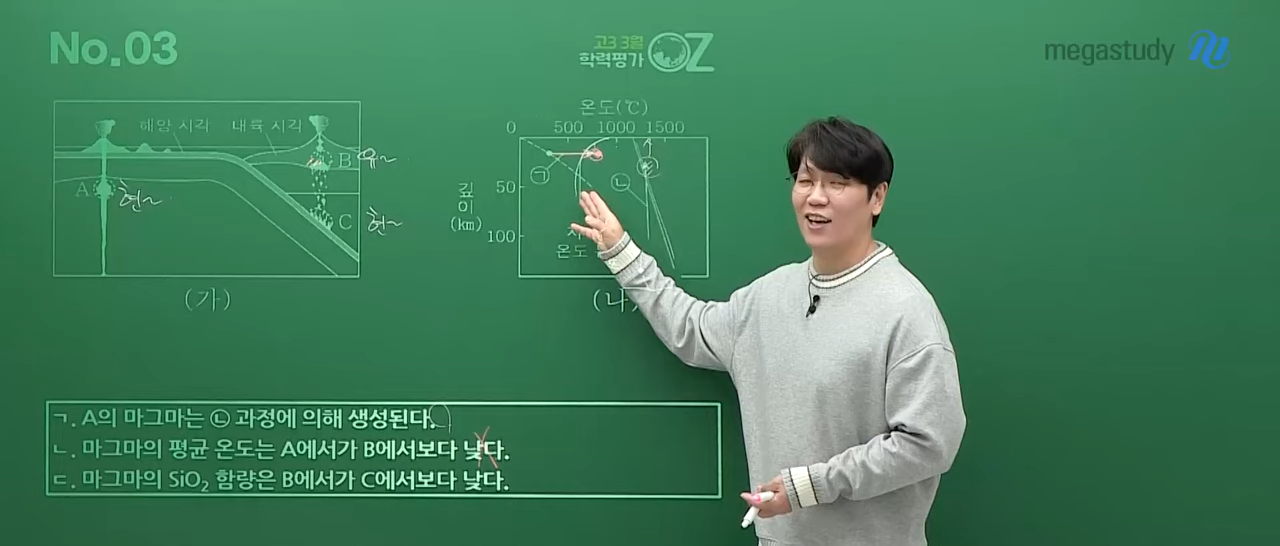 No.03
고3 3월
학력평가 OZ
megastudy
해양 지각 대륙 지각
A
B
C
현~
유~
현~
(가)
온도(℃)
0 500 1000 1500
50
100
깊이
(km)
㉠
㉡
온도
(나)
ㄱ. A의 마그마는 ㉡ 과정에 의해 생성된다.
ㄴ. 마그마의 평균 온도는 A에서가 B에서보다 낮다.
ㄷ. 마그마의 SiO₂ 함량은 B에서가 C에서보다 낮다.